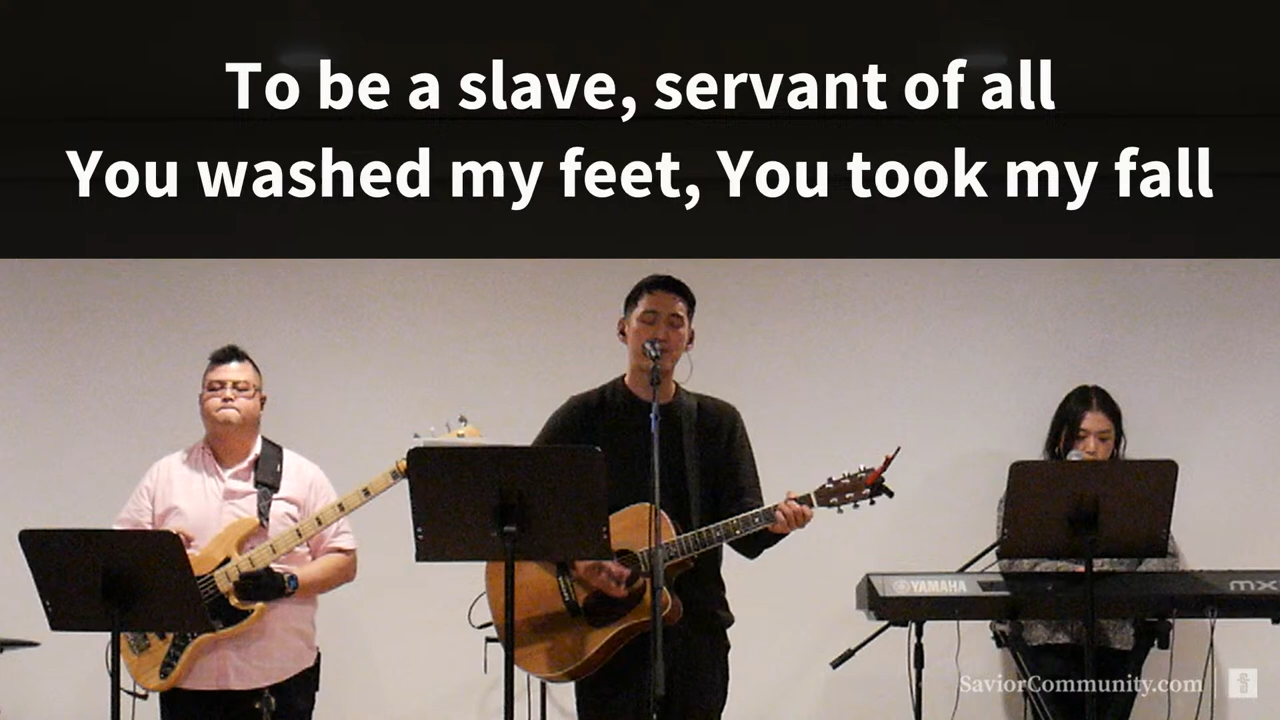 To be a slave, servant of all
You washed my feet, You took my fall
YAMAHA
MX
SaviorCommunity.com